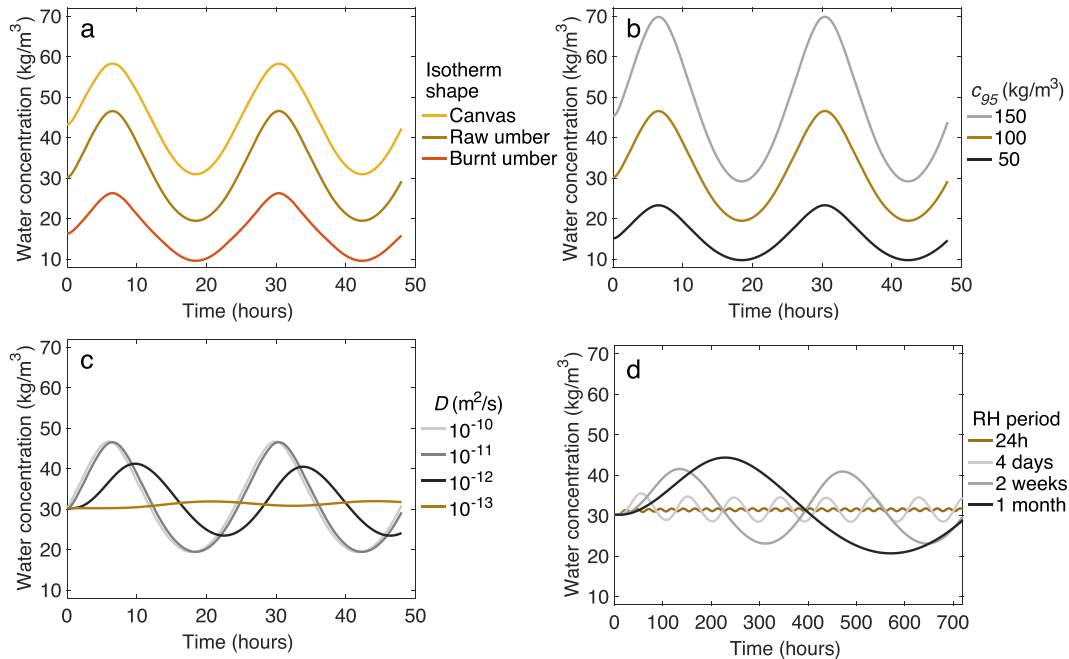 a
Water concentration (kg/m³)
70
60
50
40
30
20
10
0 10 20 30 40 50
Time (hours)
Isotherm
shape
Canvas
Raw umber
Burnt umber
b
Water concentration (kg/m³)
70
60
50
40
30
20
10
0 10 20 30 40 50
Time (hours)
c₉₅ (kg/m³)
150
100
50
c
Water concentration (kg/m³)
70
60
50
40
30
20
10
0 10 20 30 40 50
Time (hours)
D (m²/s)
10⁻¹⁰
10⁻¹¹
10⁻¹²
10⁻¹³
d
Water concentration (kg/m³)
70
60
50
40
30
20
10
0 100 200 300 400 500 600 700
Time (hours)
RH period
24h
4 days
2 weeks
1 month